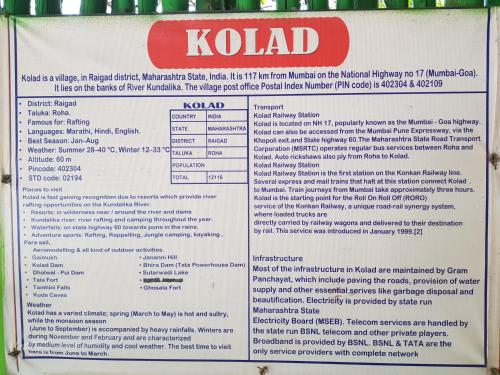 KOLAD
Kolad is a village, in Raigad district, Maharashtra State, India. It is 117 km from Mumbai on the National Highway no 17 (Mumbai-Goa).
It lies on the banks of River Kundalika. The village post office Postal Index Number (PIN code) is 402304 & 402109
• District: Raigad
• Taluka: Roha.
• Famous for: Rafting
• Languages: Marathi, Hindi, English.
• Best Season: Jan-Aug
• Weather: Summer 28–40 °C, Winter 12–33 °C
• Altitude: 60 m
• Pincode: 402304
• STD code: 02194
KOLAD
COUNTRY INDIA
STATE MAHARASHTRA
DISTRICT RAIGAD
TALUKA ROHA
POPULATION
TOTAL 12116
Places to visit
Kolad is fast gaining recognition due to resorts which provide river
rafting opportunities on the Kundalika River.
• Resorts: in wilderness near / around the river and dams
• Kundalika river: river rafting and camping throughout the year.
• Waterfalls: on state highway 60 towards pune in the rains.
• Adventure sports: Rafting, Rappelling, Jungle camping, kayaking ,
Para sail,
Aeromodelling & all kind of outdoor activities.
• Gaimukh
• Kolad Dam
• Dholwal - Pui Dam
• Tala Fort
• Tamhini Falls
• Kuda Caves
• Jananni Hill
• Bhira Dam (Tata Powerhouse Dam)
• Sutarwadi Lake
• Ghosala Fort
Weather
Kolad has a varied climate; spring (March to May) is hot and sultry,
while the monsoon season
(June to September) is accompanied by heavy rainfalls. Winters are
during November and February and are characterized
by medium level of humidity and cool weather. The best time to visit
here is from June to March.
Transport
Kolad Railway Station
Kolad is located on NH 17, popularly known as the Mumbai - Goa highway.
Kolad can also be accessed from the Mumbai Pune Expressway, via the
Khopoli exit, and State highway 60.The Maharashtra State Road Transport
Corporation (MSRTC) operates regular bus services between Roha and
Kolad. Auto rickshaws also ply from Roha to Kolad.
Kolad Railway Station
Kolad Railway Station is the first station on the Konkan Railway line.
Several express and mail trains that halt at this station connect Kolad
to Mumbai. Train journeys from Mumbai take approximately three hours.
Kolad is the starting point for the Roll On Roll Off (RORO)
service of the Konkan Railway, a unique road-rail synergy system,
where loaded trucks are
directly carried by railway wagons and delivered to their destination
by rail. This service was introduced in January 1999.[2]
Infrastructure
Most of the infrastructure in Kolad are maintained by Gram
Panchayat, which include paving the roads, provision of water
supply and other essential serives like garbage disposal and
beautification. Electricity is provided by state run
Maharashtra State
Electricity Board (MSEB). Telecom services are handled by
the state run BSNL telecom and other private players.
Broadband is provided by BSNL. BSNL & TATA are the
only service providers with complete network